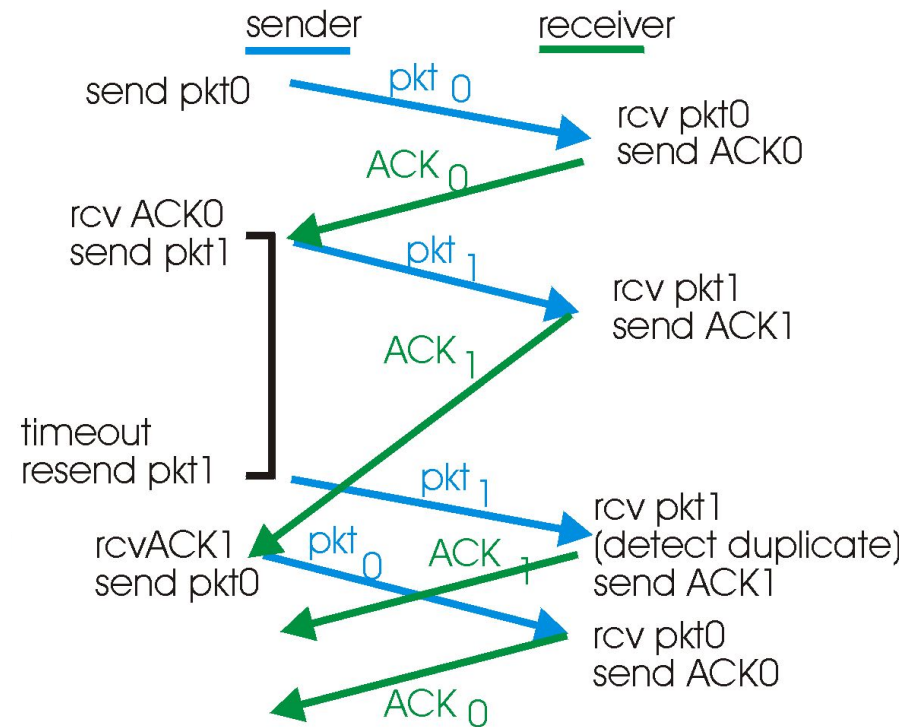 sender
receiver
send pkt0
pkt 0
rcv pkt0
send ACK0
ACK 0
rcv ACK0
send pkt1
pkt 1
rcv pkt1
send ACK1
ACK 1
timeout
resend pkt1
pkt 1
rcv pkt1
(detect duplicate)
send ACK1
rcvACK1
send pkt0
pkt 0
ACK 1
rcv pkt0
send ACK0
ACK 0